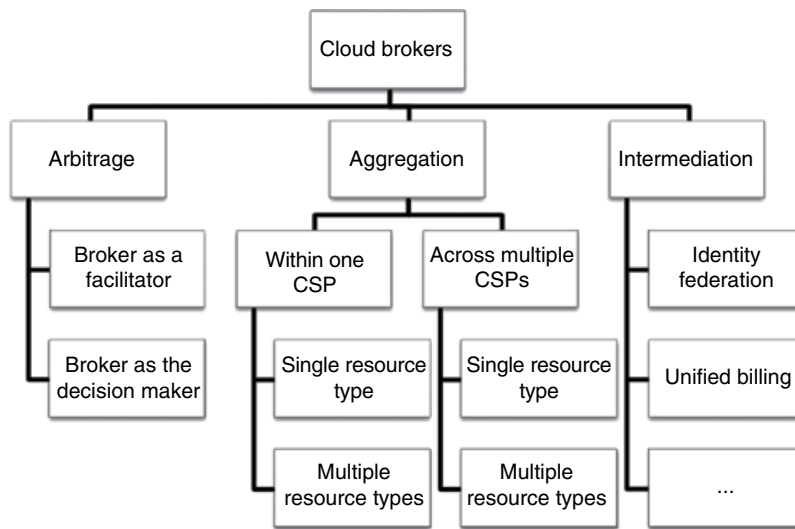 Cloud brokers
Arbitrage
Aggregation
Intermediation
Broker as a
facilitator
Broker as the
decision maker
Within one
CSP
Across multiple
CSPs
Single resource
type
Multiple
resource types
Single resource
type
Multiple
resource types
Identity
federation
Unified billing
...